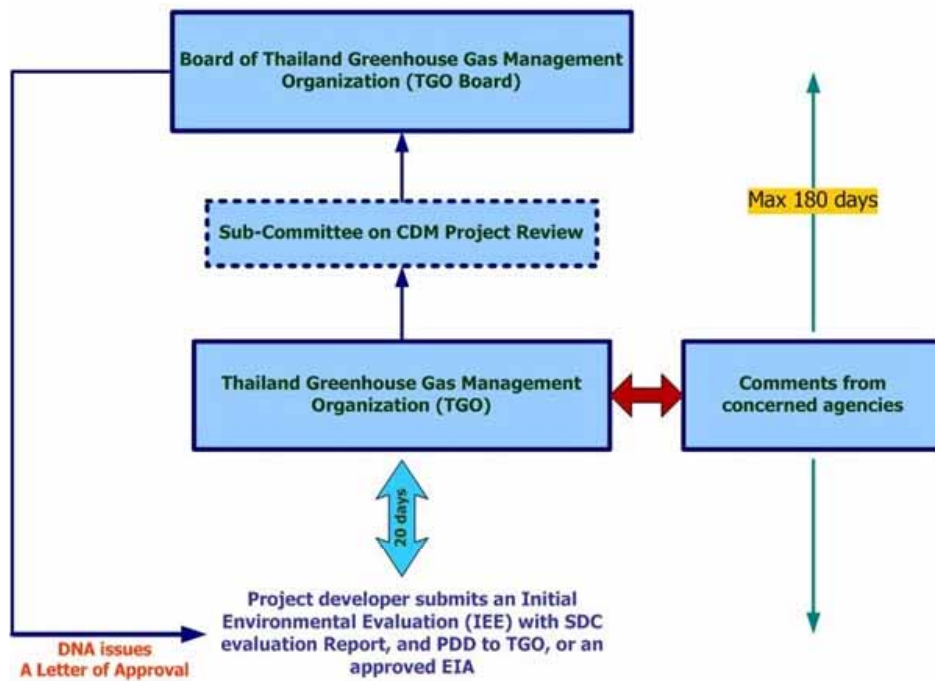 Board of Thailand Greenhouse Gas Management
Organization (TGO Board)
Max 180 days
Sub-Committee on CDM Project Review
Thailand Greenhouse Gas Management
Organization (TGO)
Comments from
concerned agencies
20 days
Project developer submits an Initial
Environmental Evaluation (IEE) with SDC
evaluation Report, and PDD to TGO, or an
approved EIA
DNA issues
A Letter of Approval